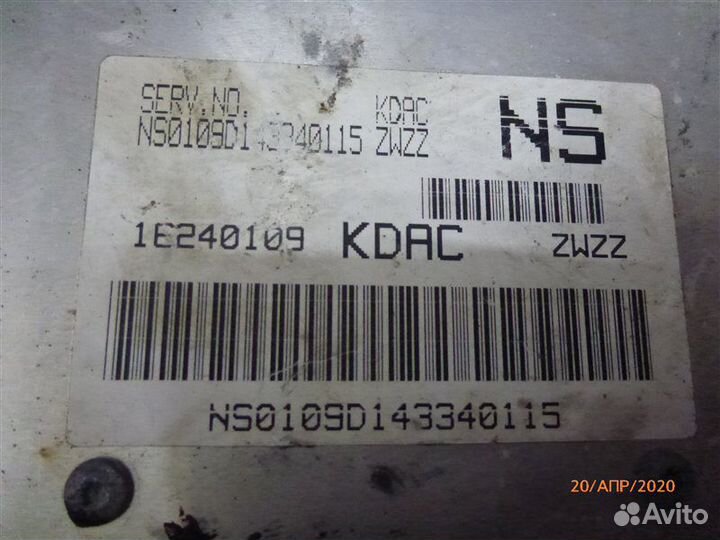 SERV.NO. KDAC NS
NS0109D143340115 ZWZZ
1E240109 KDAC ZWZZ
NS0109D143340115
20/АПР/2020
Avito